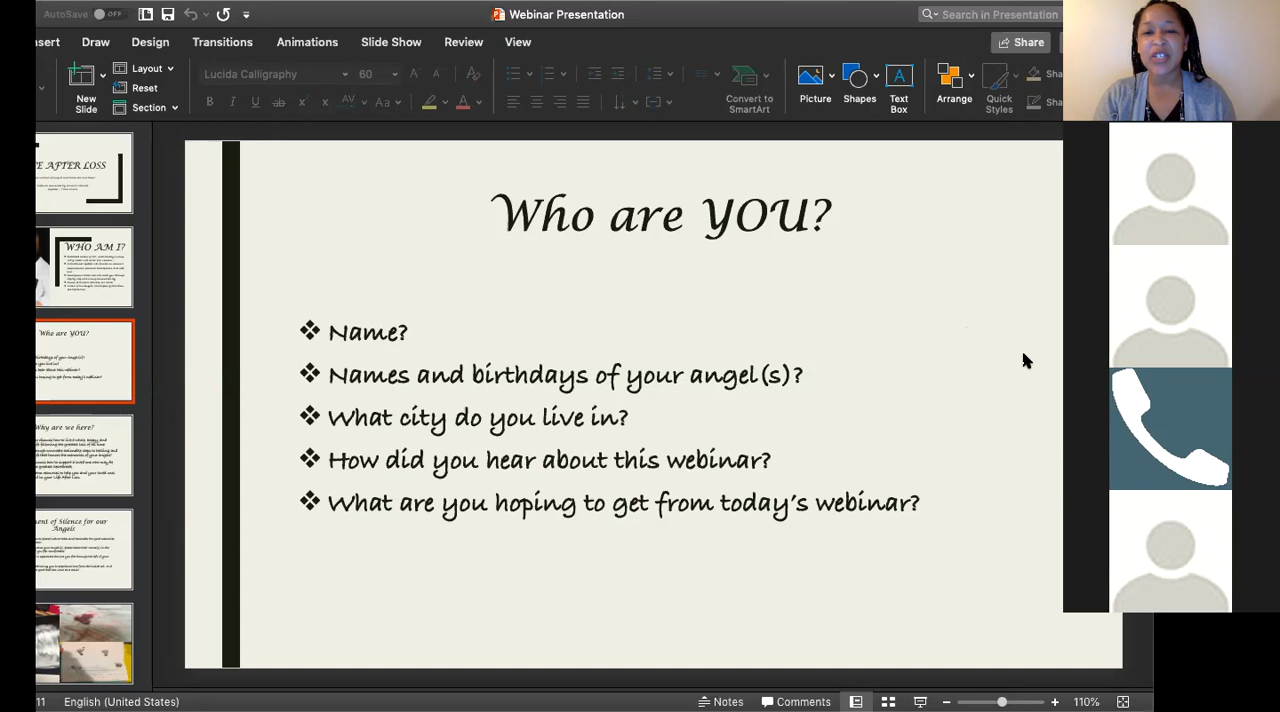 AutoSave OFF
Webinar Presentation
Search in Presentation
nsert Draw Design Transitions Animations Slide Show Review View
Share
New Slide
Layout
Reset
Section
Lucida Calligraphy 60
Convert to SmartArt
Picture
Shapes
Text Box
Arrange
Quick Styles
Sha
Sha
E AFTER LOSS
WHO AM I?
Who are YOU?
Why are we here?
ent of Silence for our
Angels
Who are YOU?
❖ Name?
❖ Names and birthdays of your angel(s)?
❖ What city do you live in?
❖ How did you hear about this webinar?
❖ What are you hoping to get from today's webinar?
11 English (United States)
Notes Comments 110%